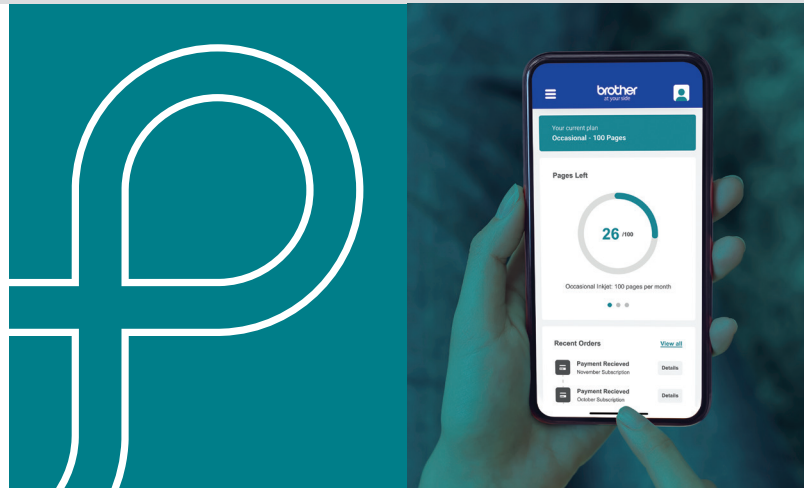 brother
at your side
Your current plan
Occasional - 100 Pages
Pages Left
26 /100
Occasional Inkjet: 100 pages per month
Recent Orders View all
Payment Recieved
November Subscription
Details
Payment Recieved
October Subscription
Details